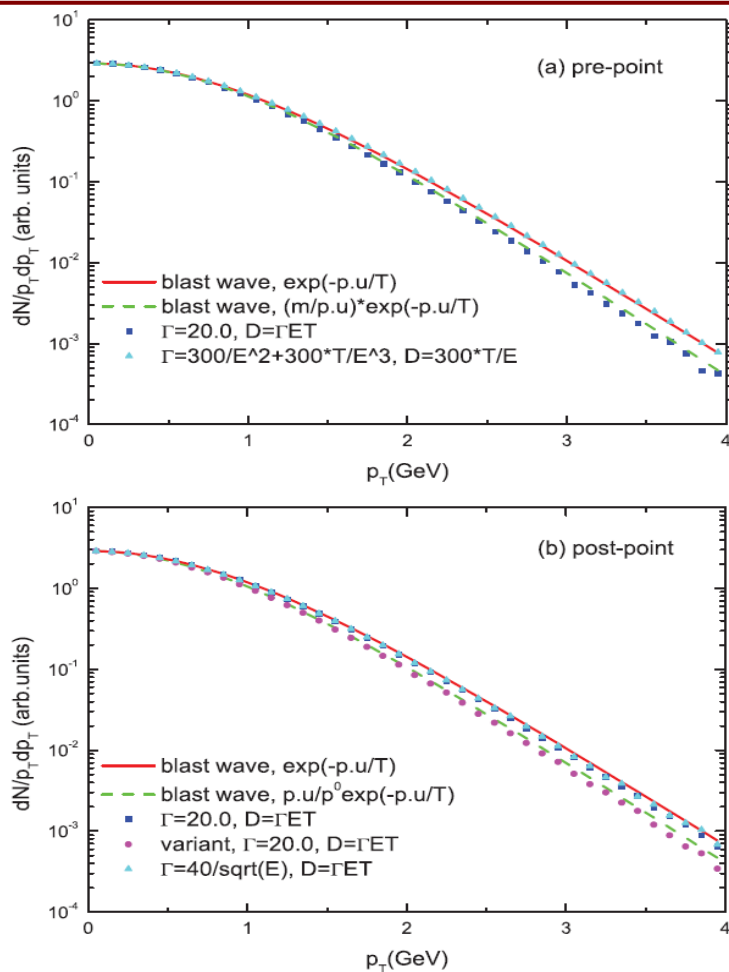 10^1
(a) pre-point
10^0
10^-1
dN/p_T dp_T (arb. units)
10^-2
blast wave, exp(-p.u/T)
blast wave, (m/p.u)*exp(-p.u/T)
Γ=20.0, D=ΓET
Γ=300/E^2+300*T/E^3, D=300*T/E
10^-3
10^-4
0 1 2 3 4
p_T(GeV)
10^1
(b) post-point
10^0
10^-1
dN/p_T dp_T (arb.units)
10^-2
blast wave, exp(-p.u/T)
blast wave, p.u/p^0exp(-p.u/T)
Γ=20.0, D=ΓET
variant, Γ=20.0, D=ΓET
Γ=40/sqrt(E), D=ΓET
10^-3
10^-4
0 1 2 3 4
p_T(GeV)